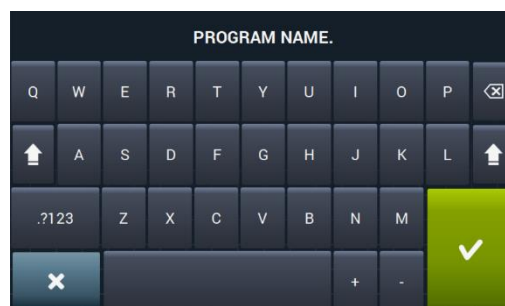 PROGRAM NAME.
Q W E R T Y U I O P
A S D F G H J K L
.?123 Z X C V B N M
+ -